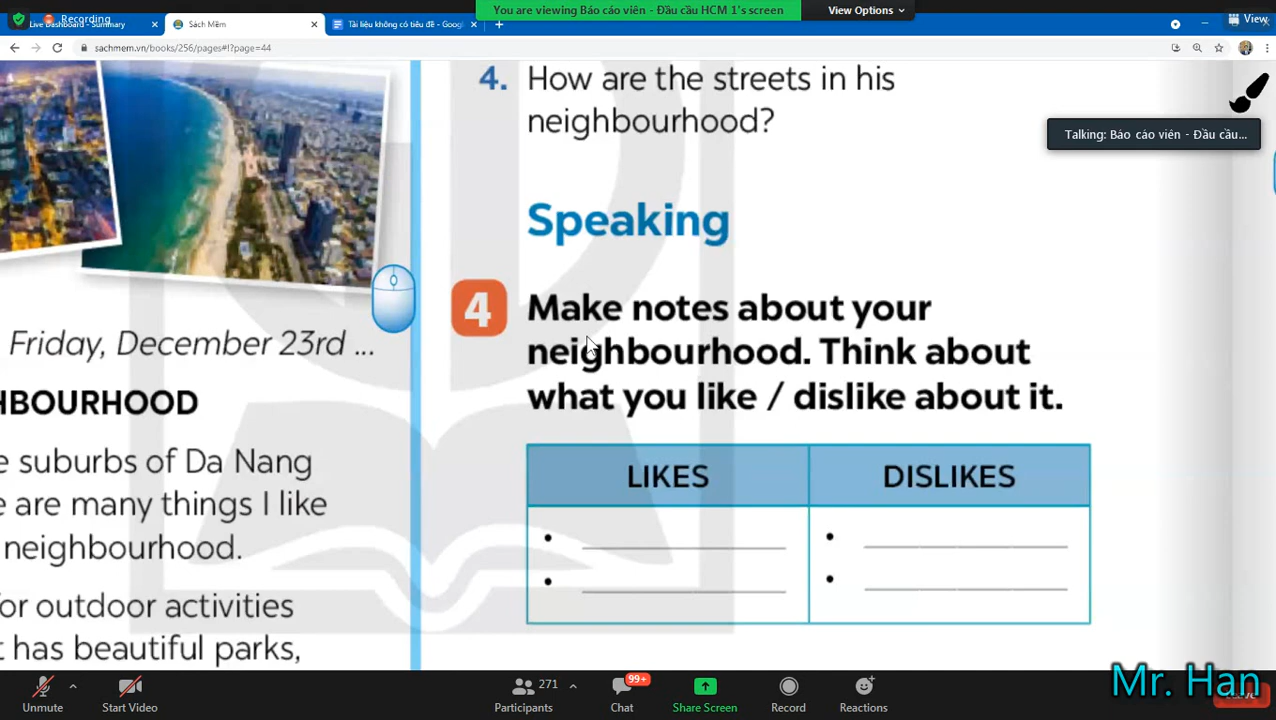 Recording
Live Dashboard - Summary
Sách Mềm
Tài liệu không có tiêu đề - Goog
You are viewing Báo cáo viên - Đầu cầu HCM 1's screen
View Options
View
sachmem.vn/books/256/pages#!?page=44
Talking: Báo cáo viên - Đầu cầu...
Friday, December 23rd ...
HBOURHOOD
e suburbs of Da Nang
e are many things I like
neighbourhood.
or outdoor activities
t has beautiful parks,
4. How are the streets in his
neighbourhood?
Speaking
4 Make notes about your
neighbourhood. Think about
what you like / dislike about it.
LIKES DISLIKES
Mr. Han
Unmute
Start Video
271
Participants
99+
Chat
Share Screen
Record
Reactions